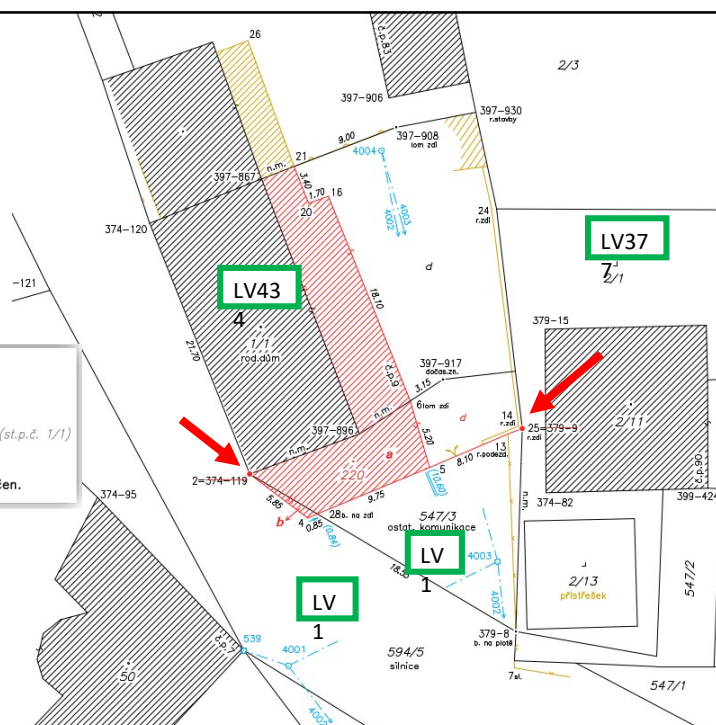 26
č.p.83
2/3
397-906
397-930
r.stavby
397-908
lom zdi
9.00
4004
21
n.m.
397-867
3.40
1.70
16
20
4002
4003
24
r.zdi
374-120
d
LV37
7
2/1
-121
LV43
4
18.10
1/1
rod.dům
21.70
379-15
č.p.9
397-917
dočas.zn.
3.15
6
lom zdi
n.m.
(st.p.č. 1/1)
d
14
r.zdi
25=379-9
r.zdi
2/11
č.p.90
397-896
5.20
13
r.podezd.
8.10
a
220
5
(10.60)
2=374-119
čen.
374-95
5.85
9.75
b
4
0.85
28
b. na zdi
(0.84)
547/3
ostat. komunikace
n.m.
374-82
399-424
LV
1
4003
18.55
4002
2/13
přístřešek
547/2
LV
1
379-8
b. na plotě
č.p.7
539
4001
594/5
silnice
50
7sl.
547/1
4002